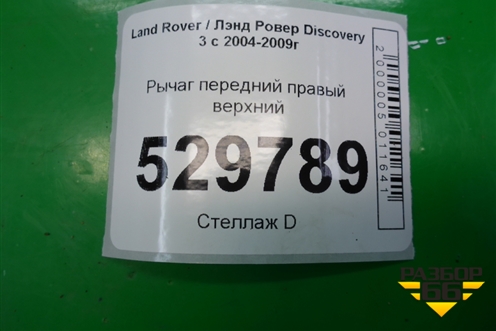 Land Rover / Лэнд Ровер Discovery
3 с 2004-2009г
Рычаг передний правый
верхний
529789
Стеллаж D
2000005011641
РАЗБОР
66